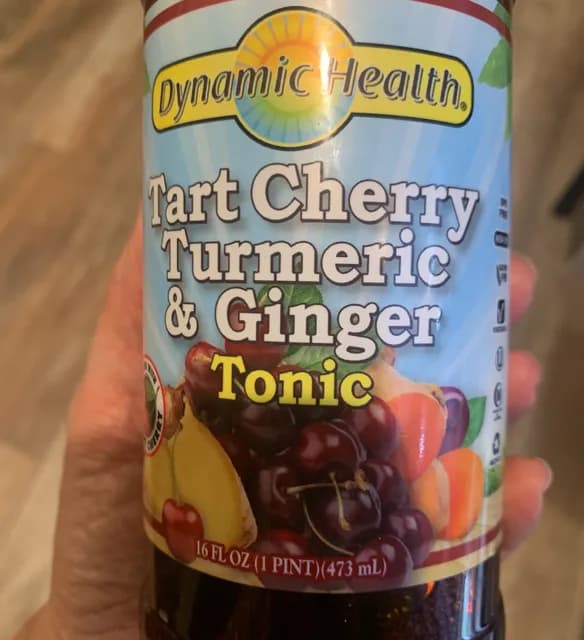 Dynamic Health®
Tart Cherry
Turmeric
& Ginger
Tonic
16 FL OZ (1 PINT)(473 mL)